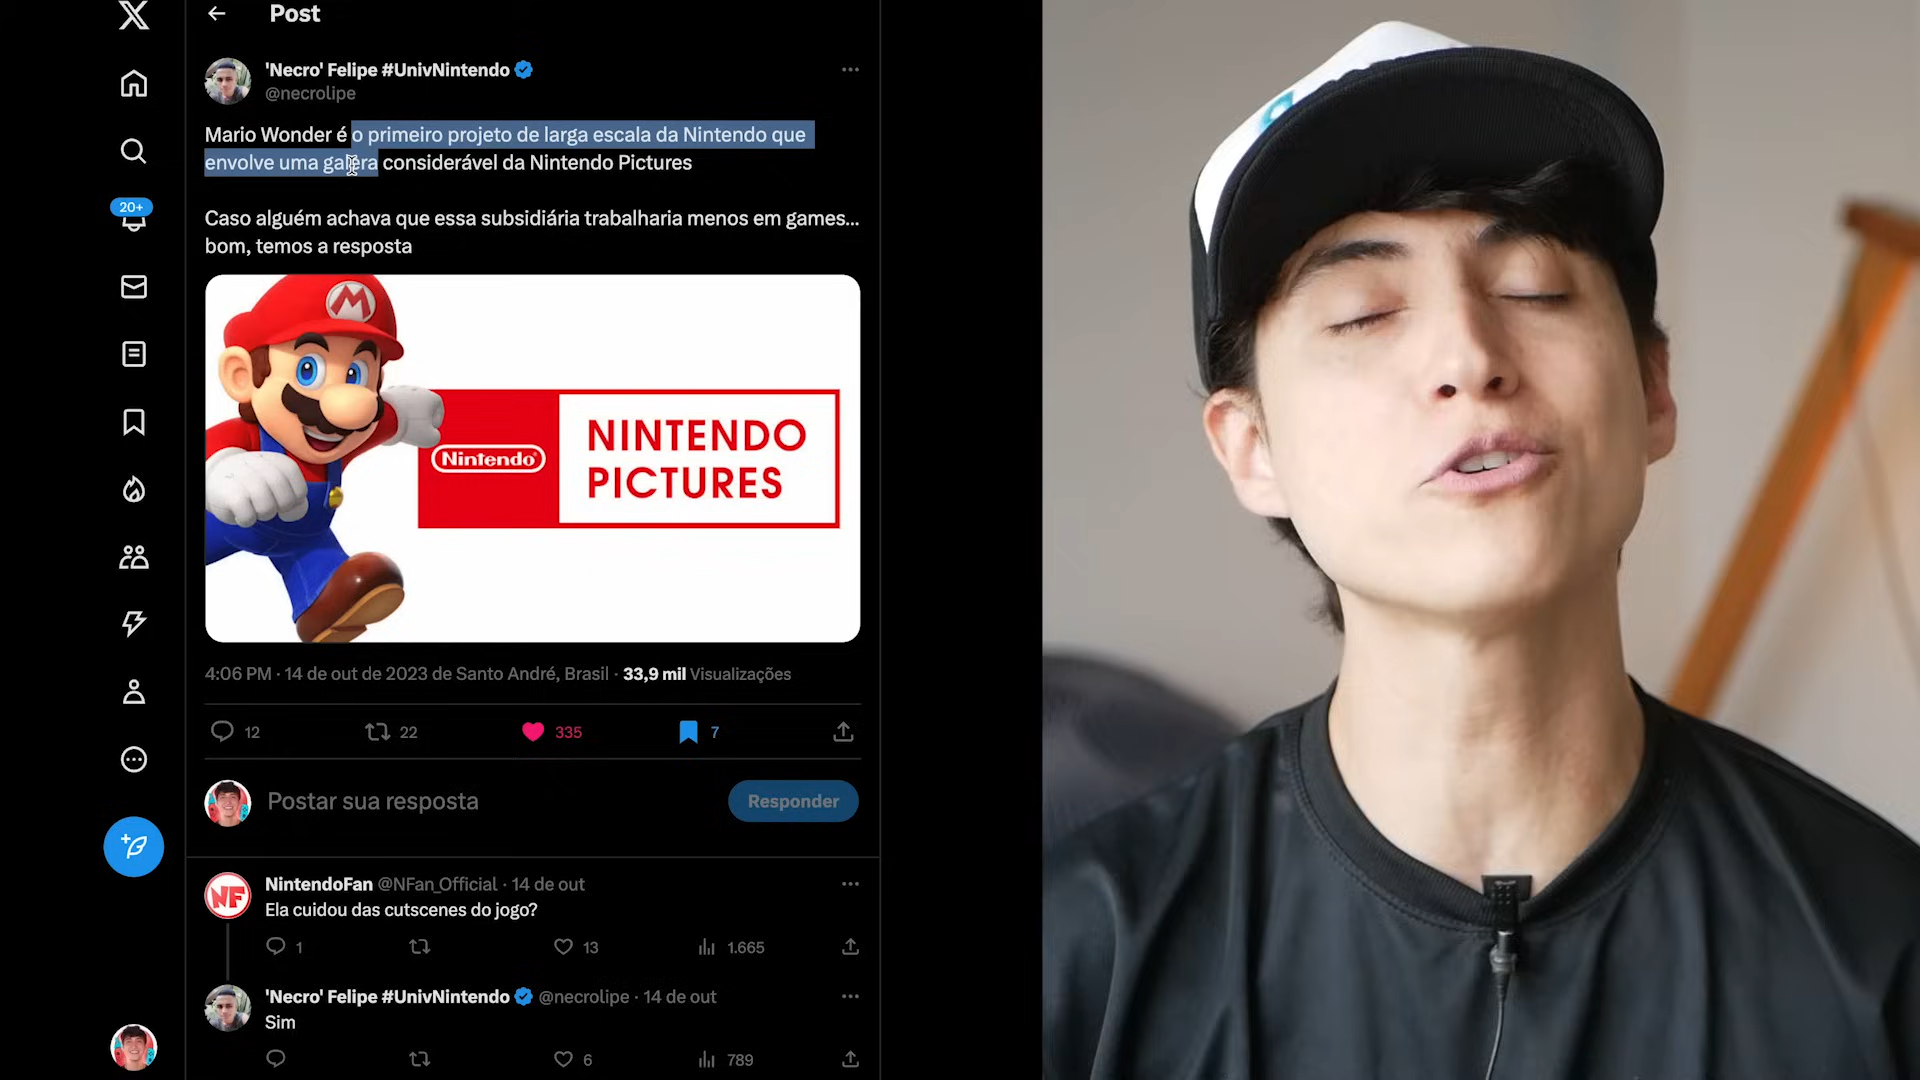 Post
'Necro' Felipe #UnivNintendo
@necrolipe
Mario Wonder é o primeiro projeto de larga escala da Nintendo que
envolve uma galera considerável da Nintendo Pictures
Caso alguém achava que essa subsidiária trabalharia menos em games...
bom, temos a resposta
20+
M
Nintendo
NINTENDO
PICTURES
4:06 PM · 14 de out de 2023 de Santo André, Brasil · 33,9 mil Visualizações
12 22 335 7
Postar sua resposta
Responder
NF
NintendoFan @NFan_Official · 14 de out
Ela cuidou das cutscenes do jogo?
1 13 1.665
'Necro' Felipe #UnivNintendo @necrolipe · 14 de out
Sim
6 789